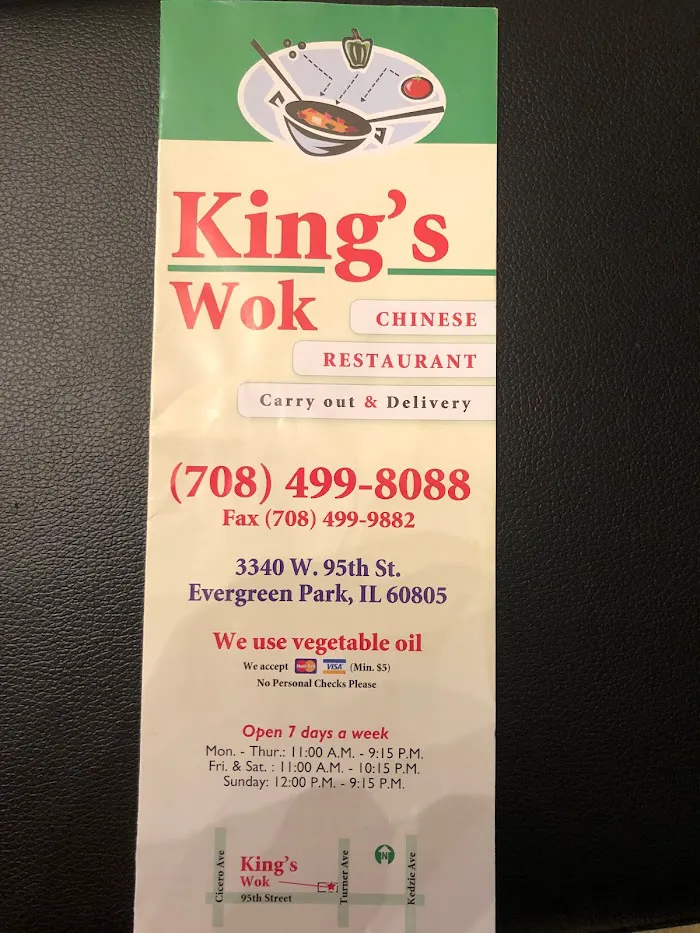 King's
Wok
CHINESE
RESTAURANT
Carry out & Delivery
(708) 499-8088
Fax (708) 499-9882
3340 W. 95th St.
Evergreen Park, IL 60805
We use vegetable oil
We accept MasterCard VISA (Min. $5)
No Personal Checks Please
Open 7 days a week
Mon. - Thur.: 11:00 A.M. - 9:15 P.M.
Fri. & Sat. : 11:00 A.M. - 10:15 P.M.
Sunday: 12:00 P.M. - 9:15 P.M.
Cicero Ave
King's
Wok
95th Street
Turner Ave
N
Kedzie Ave